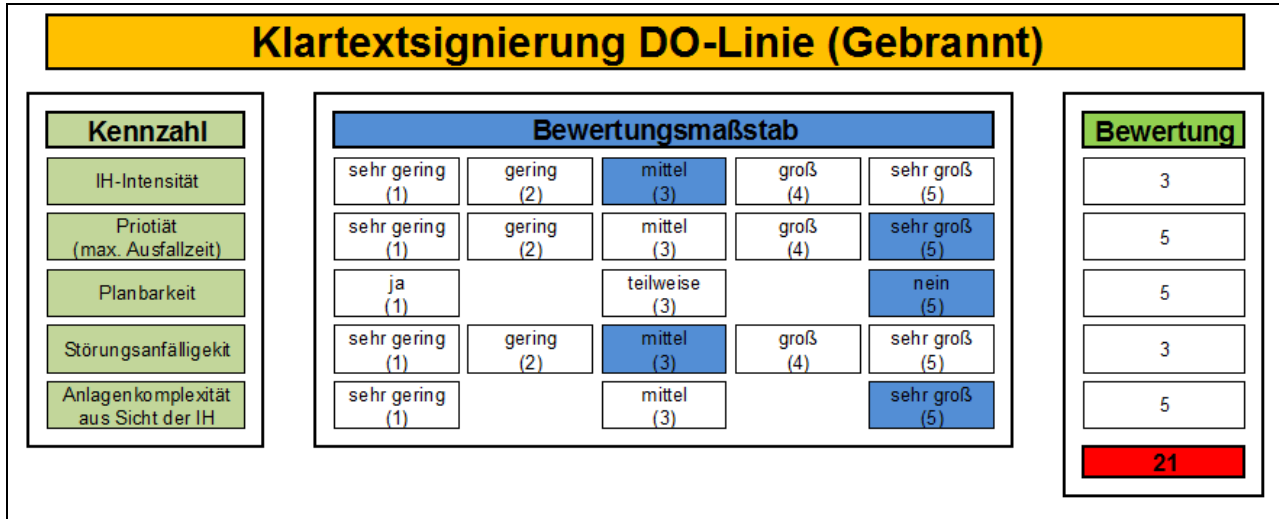 Klartextsignierung DO-Linie (Gebrannt)
Kennzahl
Bewertungsmaßstab
Bewertung
IH-Intensität
sehr gering
(1)
gering
(2)
mittel
(3)
groß
(4)
sehr groß
(5)
3
Priotiät
(max. Ausfallzeit)
sehr gering
(1)
gering
(2)
mittel
(3)
groß
(4)
sehr groß
(5)
5
Planbarkeit
ja
(1)
teilweise
(3)
nein
(5)
5
Störungsanfälligekit
sehr gering
(1)
gering
(2)
mittel
(3)
groß
(4)
sehr groß
(5)
3
Anlagenkomplexität
aus Sicht der IH
sehr gering
(1)
mittel
(3)
sehr groß
(5)
5
21